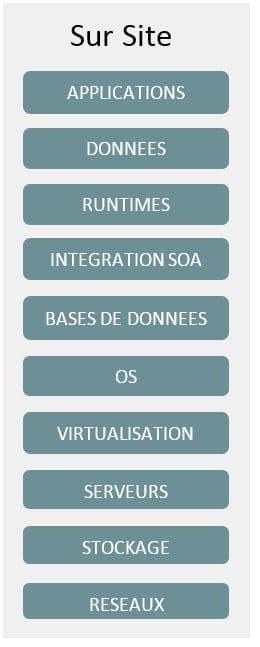 Sur Site
APPLICATIONS
DONNEES
RUNTIMES
INTEGRATION SOA
BASES DE DONNEES
OS
VIRTUALISATION
SERVEURS
STOCKAGE
RESEAUX